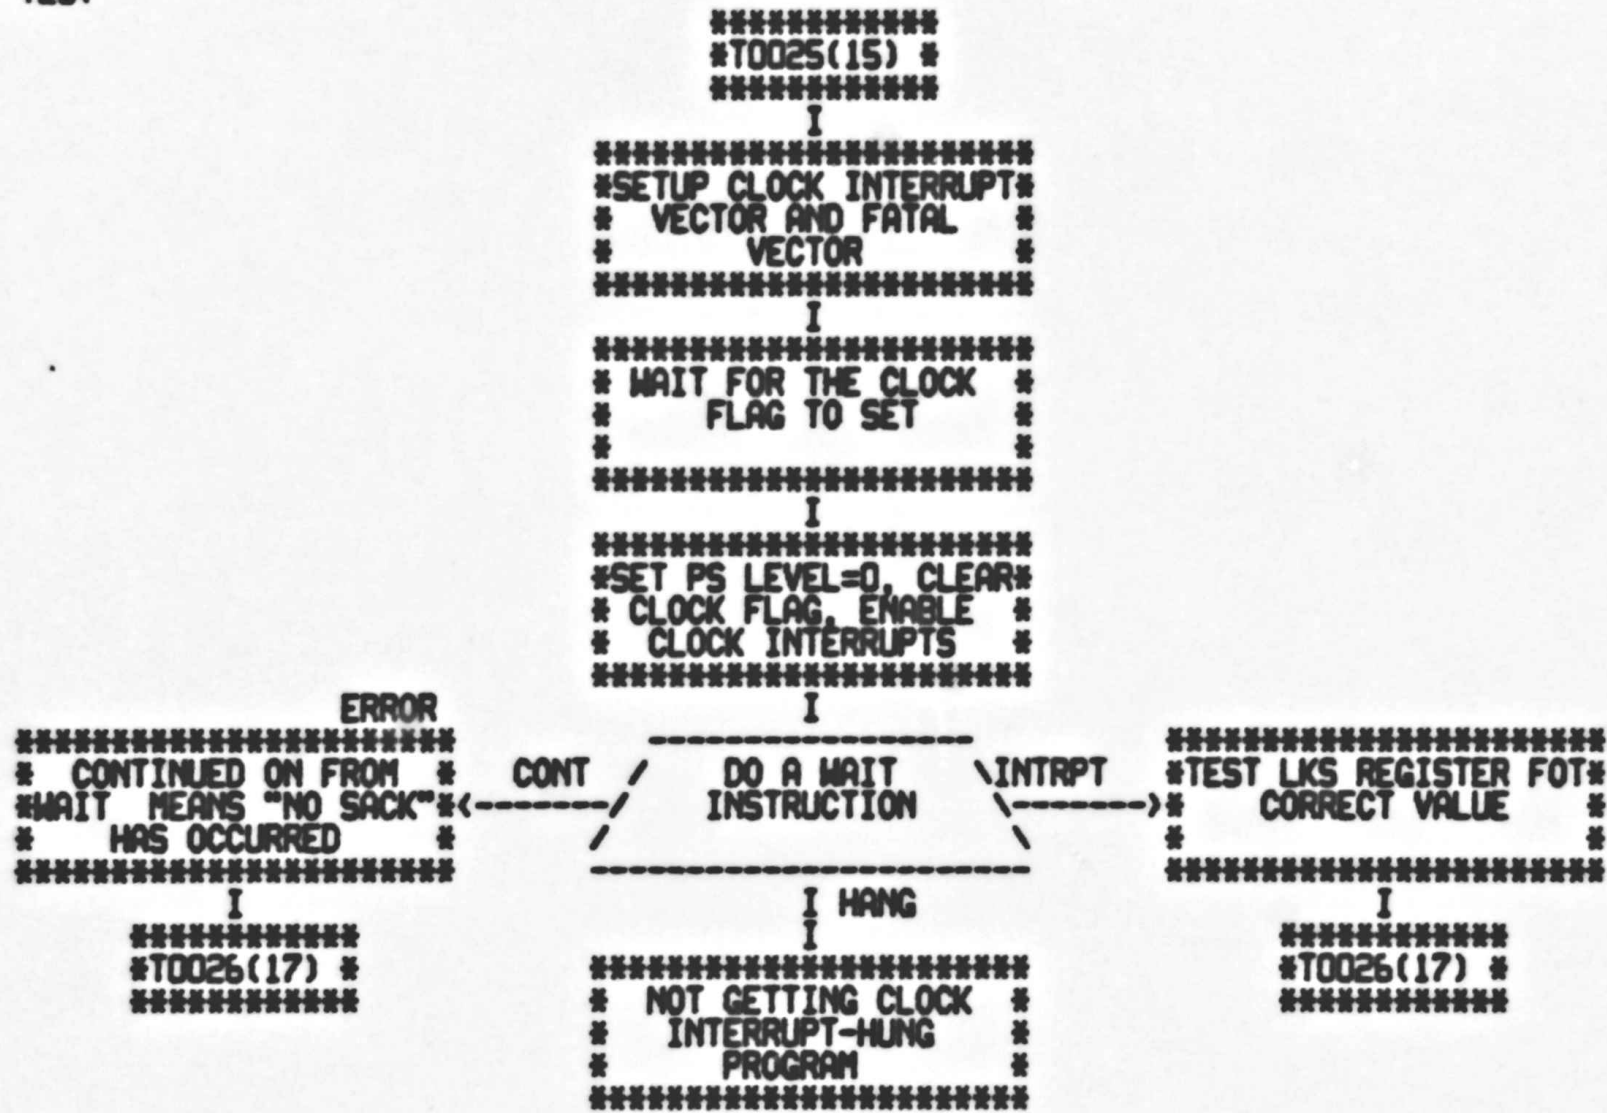 ************
*T0025(15) *
************
I
***********************
*SETUP CLOCK INTERRUPT*
* VECTOR AND FATAL *
* VECTOR *
***********************
I
***********************
* WAIT FOR THE CLOCK *
* FLAG TO SET *
* *
***********************
I
***********************
*SET PS LEVEL=0, CLEAR*
* CLOCK FLAG, ENABLE *
* CLOCK INTERRUPTS *
***********************
I
ERROR
***********************
* CONTINUED ON FROM *
*WAIT MEANS "NO SACK"*
* HAS OCCURRED *
***********************
I
************
*T0026(17) *
************
CONT
<-------/
-----------------
/ DO A WAIT \
INSTRUCTION
/ \
-----------------------
I HANG
I
***********************
* NOT GETTING CLOCK *
* INTERRUPT-HUNG *
* PROGRAM *
***********************
INTRPT
\------->
***********************
*TEST LKS REGISTER FOT*
* CORRECT VALUE *
* *
***********************
I
************
*T0026(17) *
************